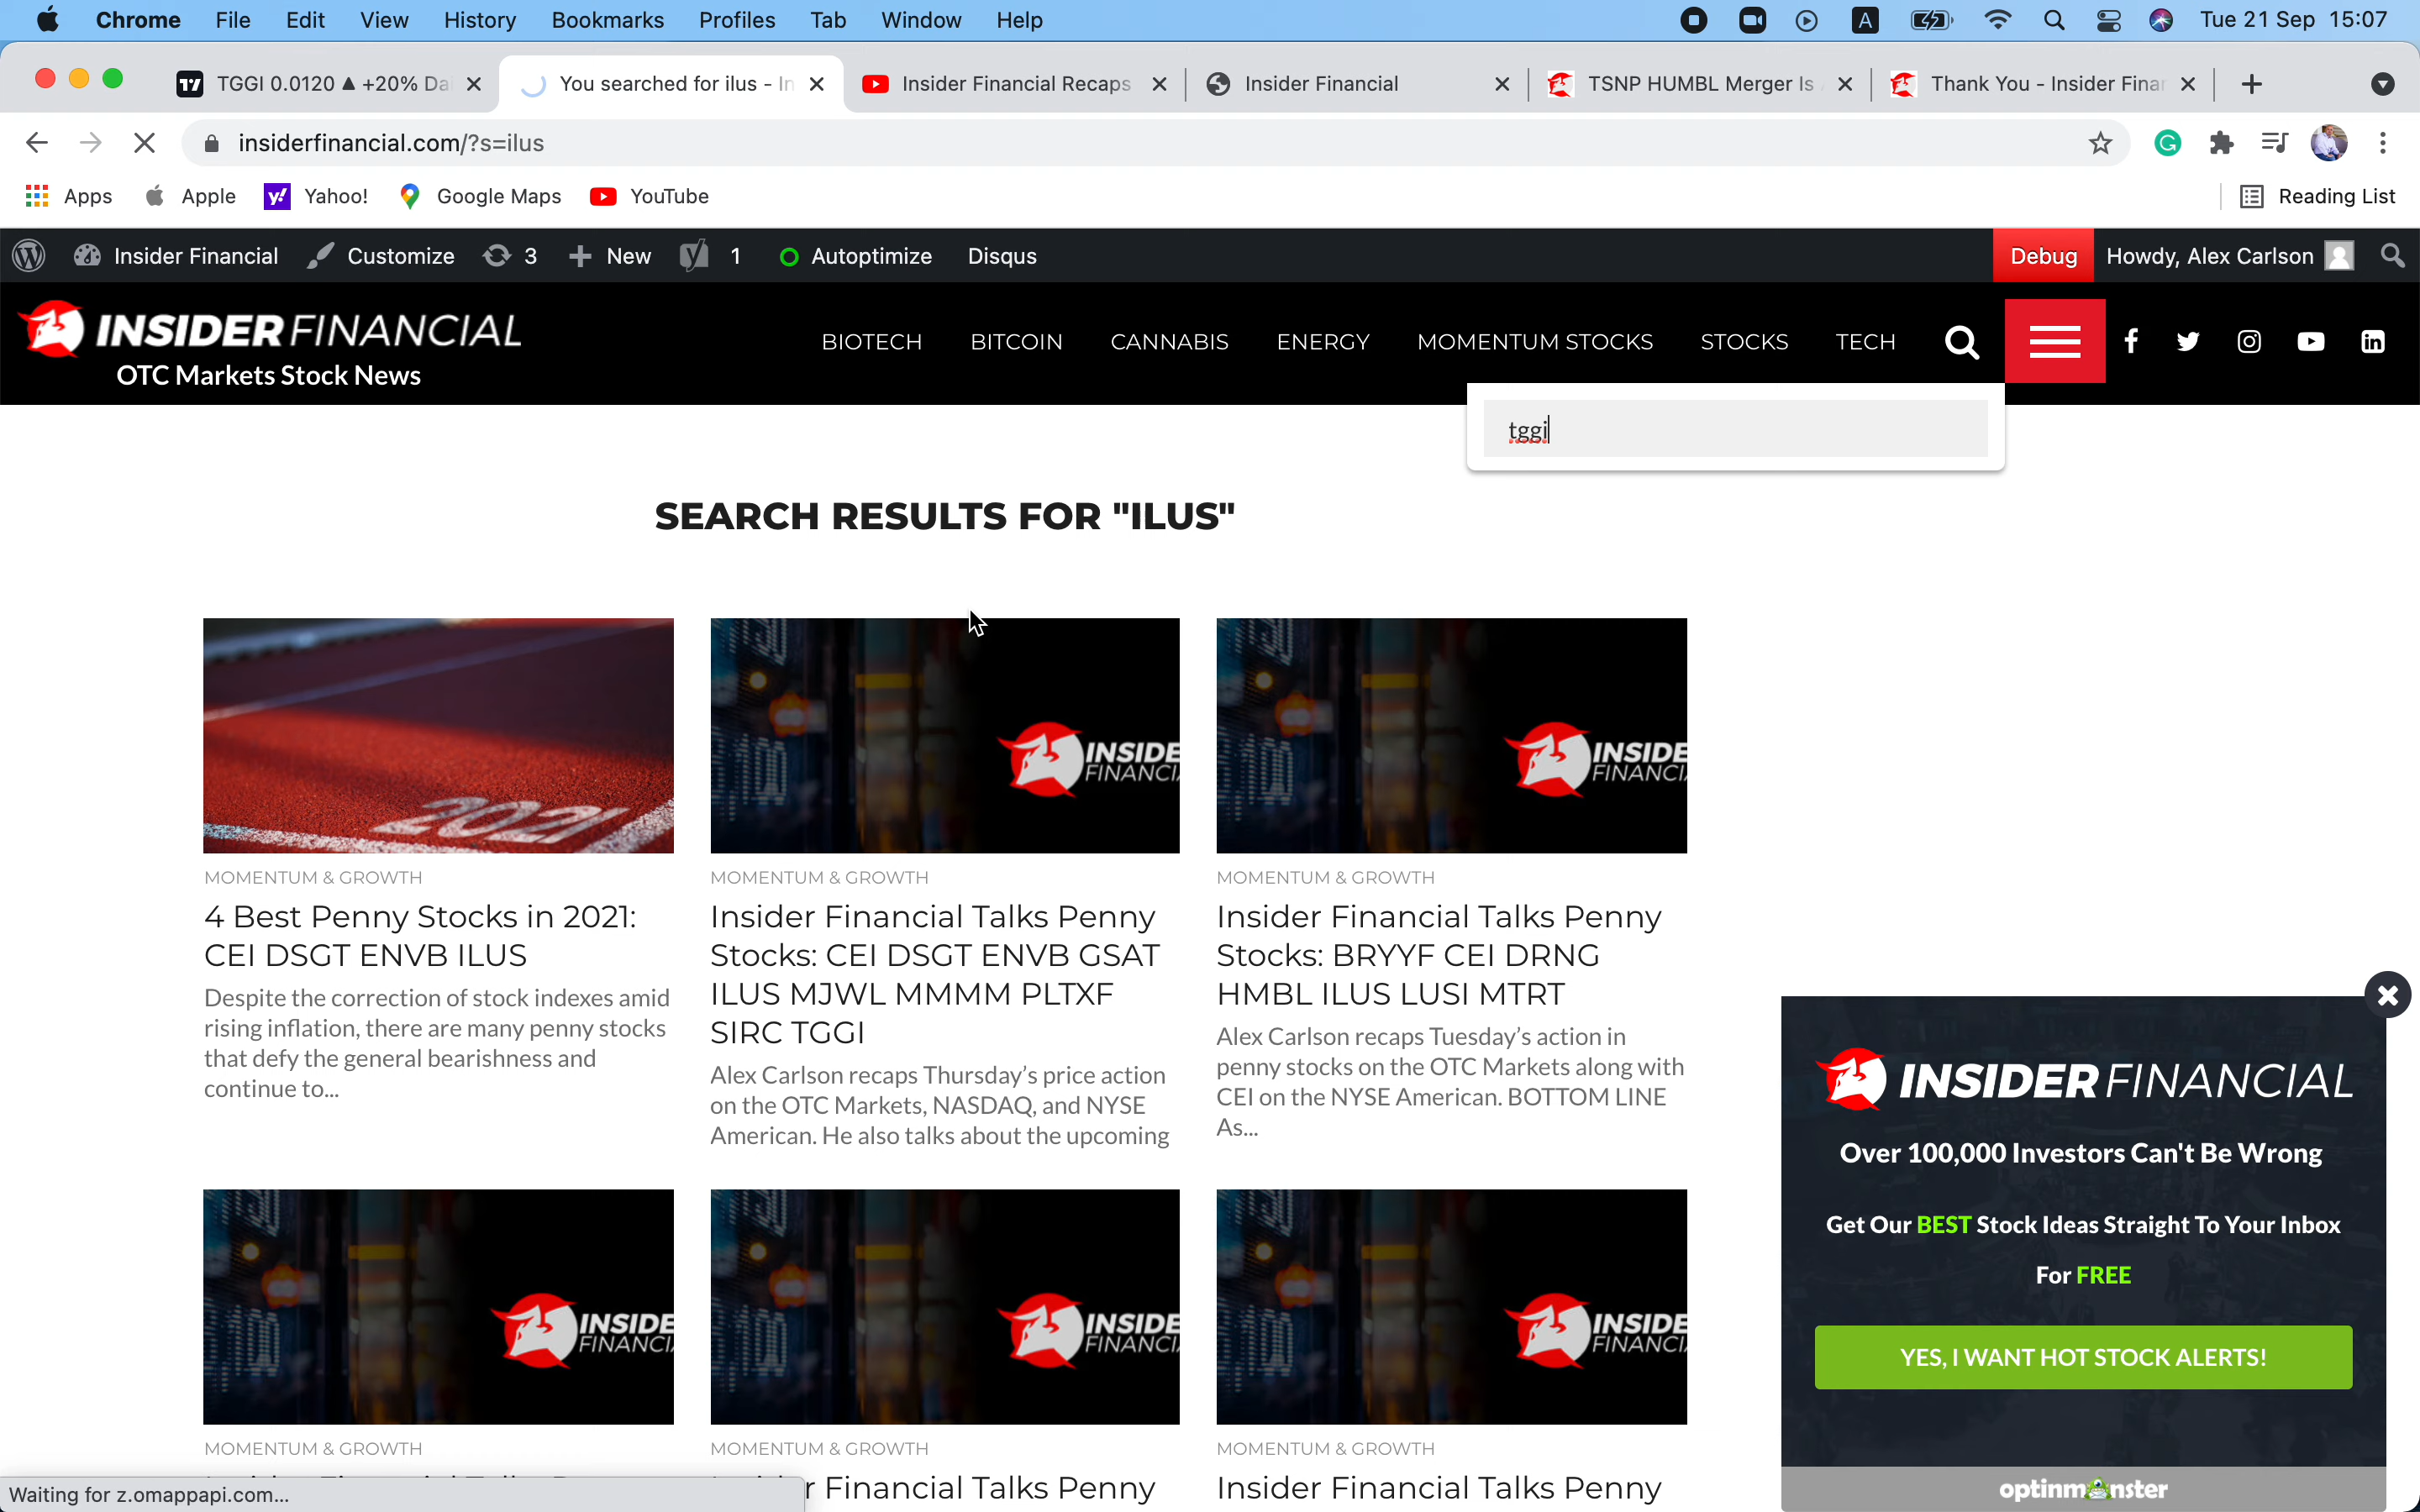 Chrome File Edit View History Bookmarks Profiles Tab Window Help A Tue 21 Sep 15:07
TGGI 0.0120 ▲ +20% Da
You searched for ilus - In
Insider Financial Recaps
Insider Financial
TSNP HUMBL Merger Is
Thank You - Insider Finan
insiderfinancial.com/?s=ilus
Apps Apple Yahoo! Google Maps YouTube Reading List
Insider Financial Customize 3 New 1 Autoptimize Disqus Debug Howdy, Alex Carlson
INSIDER FINANCIAL
OTC Markets Stock News
BIOTECH BITCOIN CANNABIS ENERGY MOMENTUM STOCKS STOCKS TECH
tggi
SEARCH RESULTS FOR "ILUS"
2021
INSIDE
FINANCI
INSIDE
FINANCI
MOMENTUM & GROWTH
4 Best Penny Stocks in 2021:
CEI DSGT ENVB ILUS
Despite the correction of stock indexes amid
rising inflation, there are many penny stocks
that defy the general bearishness and
continue to...
MOMENTUM & GROWTH
Insider Financial Talks Penny
Stocks: CEI DSGT ENVB GSAT
ILUS MJWL MMMM PLTXF
SIRC TGGI
Alex Carlson recaps Thursday's price action
on the OTC Markets, NASDAQ, and NYSE
American. He also talks about the upcoming
MOMENTUM & GROWTH
Insider Financial Talks Penny
Stocks: BRYYF CEI DRNG
HMBL ILUS LUSI MTRT
Alex Carlson recaps Tuesday's action in
penny stocks on the OTC Markets along with
CEI on the NYSE American. BOTTOM LINE
As...
INSIDE
FINANCI
INSIDE
FINANCI
INSIDE
FINANCI
MOMENTUM & GROWTH
MOMENTUM & GROWTH
Financial Talks Penny
MOMENTUM & GROWTH
Insider Financial Talks Penny
INSIDER FINANCIAL
Over 100,000 Investors Can't Be Wrong
Get Our BEST Stock Ideas Straight To Your Inbox
For FREE
YES, I WANT HOT STOCK ALERTS!
optinmonster
Waiting for z.omappapi.com...